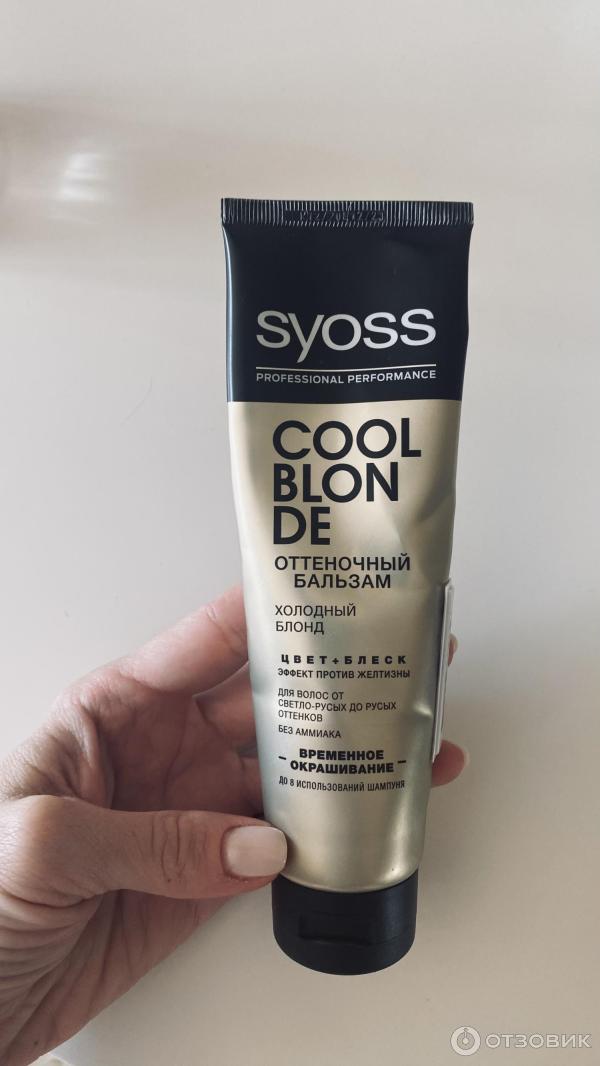 syoss
PROFESSIONAL PERFORMANCE
COOL
BLON
DE
ОТТЕНОЧНЫЙ
БАЛЬЗАМ
ХОЛОДНЫЙ
БЛОНД
ЦВЕТ+БЛЕСК
ЭФФЕКТ ПРОТИВ ЖЕЛТИЗНЫ
ДЛЯ ВОЛОС ОТ
СВЕТЛО-РУСЫХ ДО РУСЫХ
ОТТЕНКОВ
БЕЗ АММИАКА
ВРЕМЕННОЕ
– ОКРАШИВАНИЕ –
ДО 8 ИСПОЛЬЗОВАНИЙ ШАМПУНЯ
ОТЗОВИК